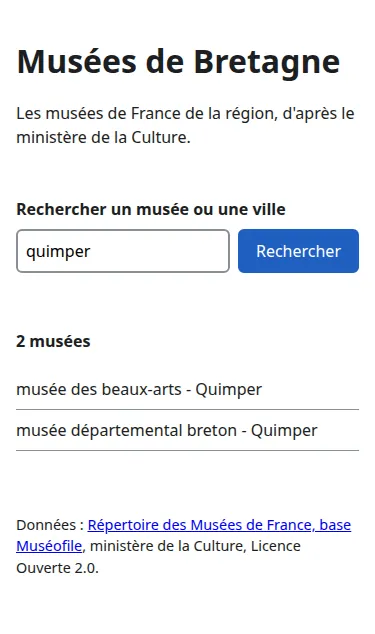 Musées de Bretagne
Les musées de France de la région, d'après le
ministère de la Culture.
Rechercher un musée ou une ville
quimper
Rechercher
2 musées
musée des beaux-arts - Quimper
musée départemental breton - Quimper
Données : Répertoire des Musées de France, base
Muséofile, ministère de la Culture, Licence
Ouverte 2.0.